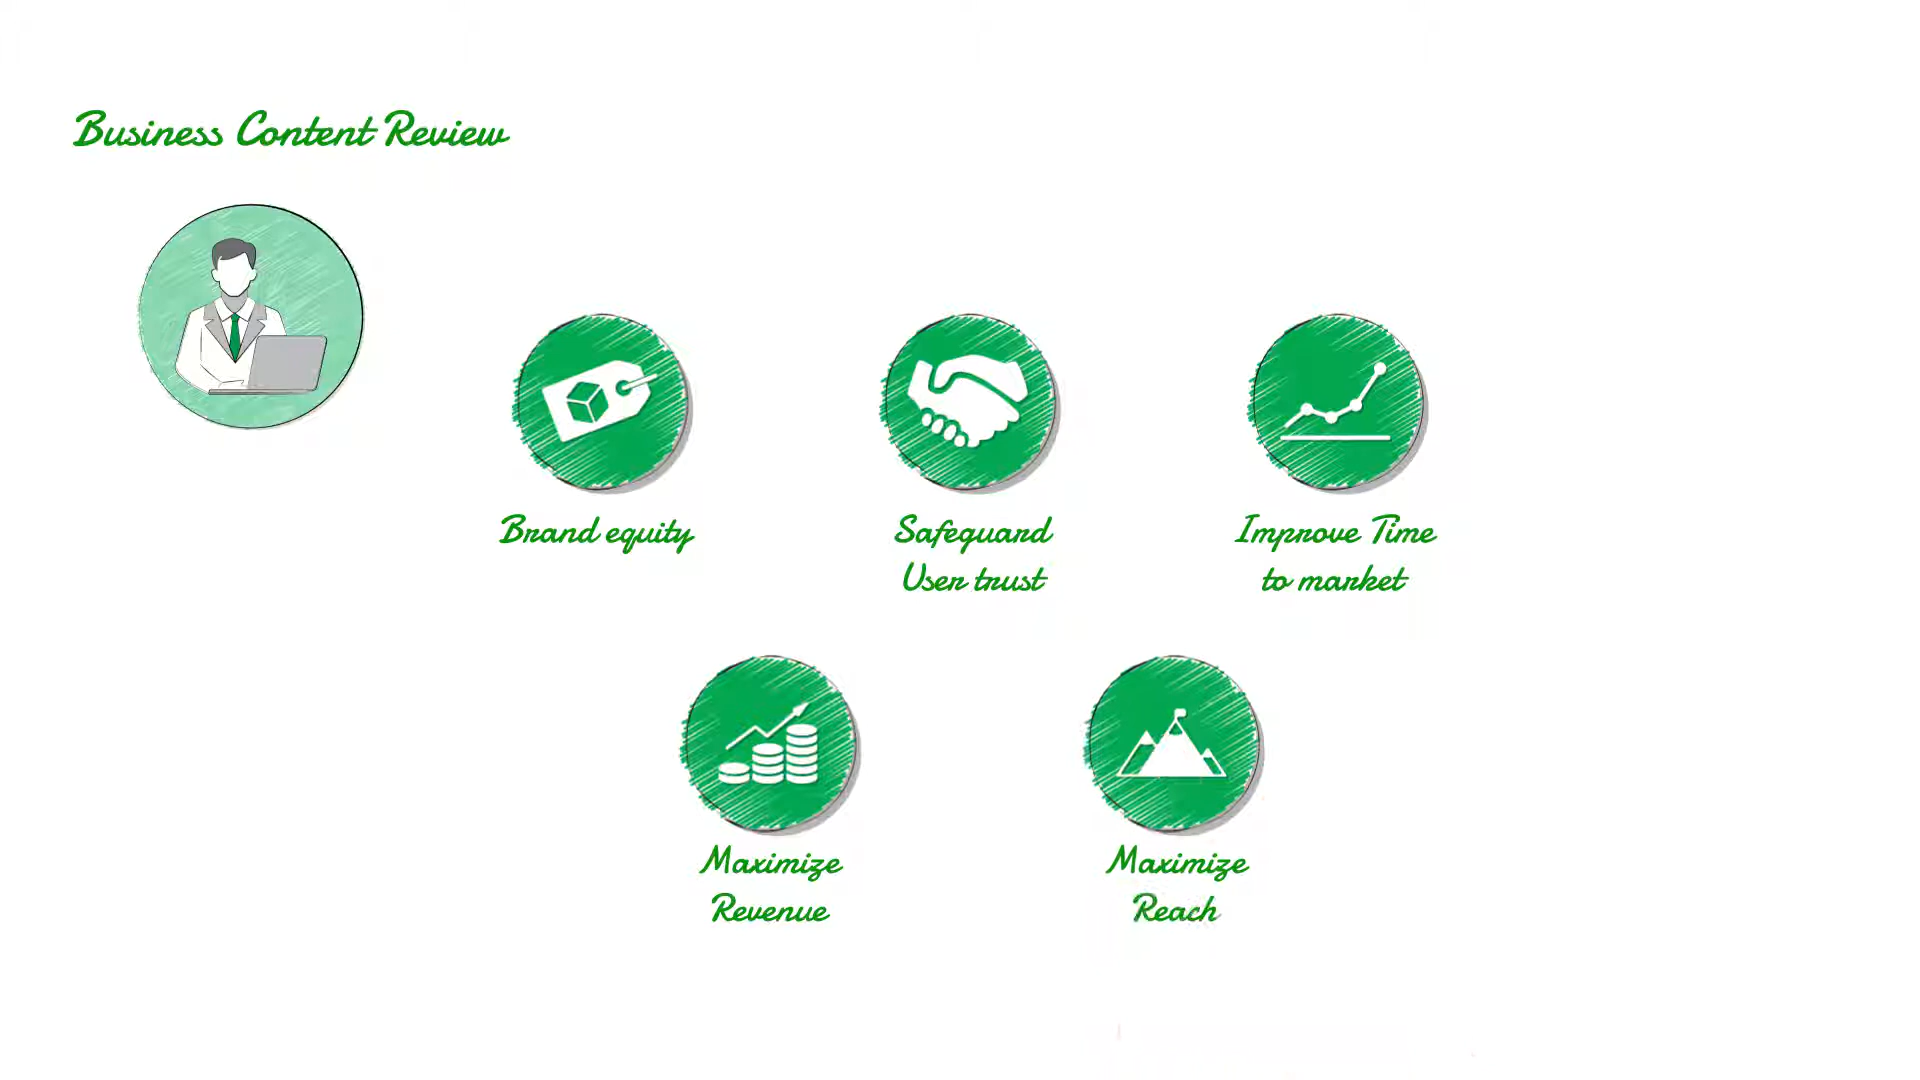 Business Content Review
Brand equity
Safeguard
User trust
Improve Time
to market
Maximize
Revenue
Maximize
Reach